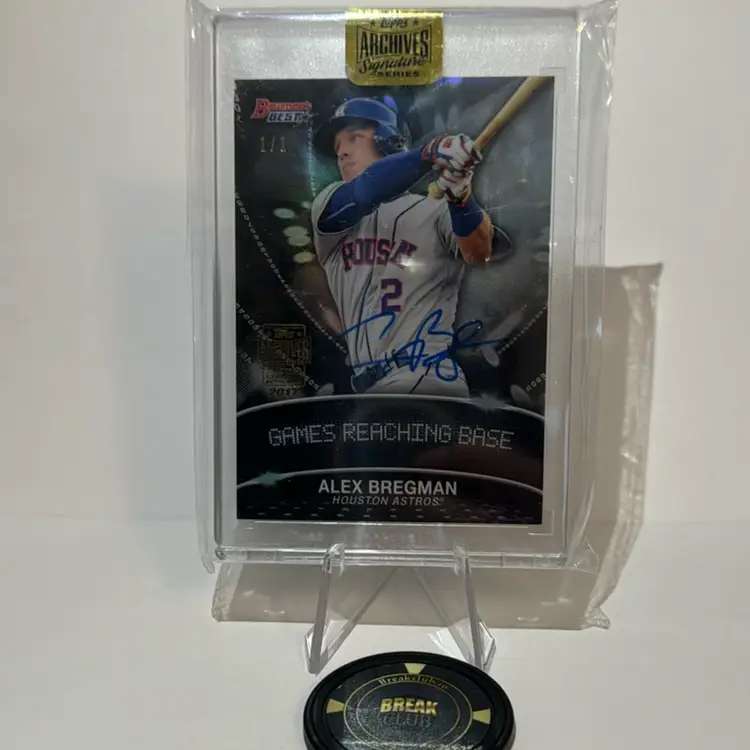 TOPPS
ARCHIVES
Signature
SERIES
BOWMAN'S
BEST
1/1
HOUSTON
2
2017
GAMES REACHING BASE
ALEX BREGMAN
HOUSTON ASTROS
BREAK
CLUB